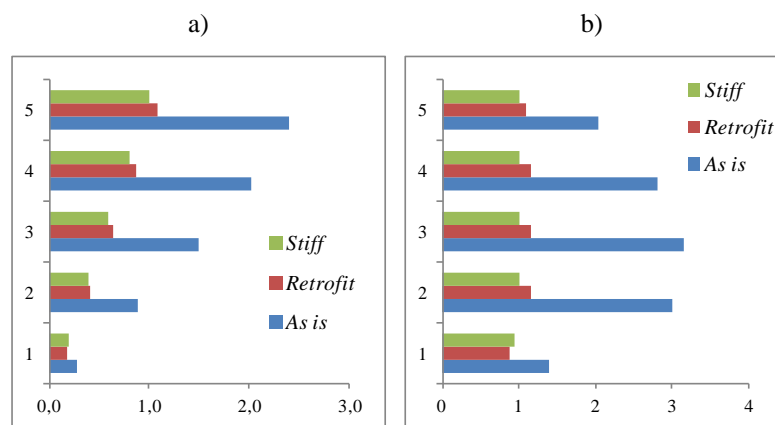 a)
5
4
3
2
1
0,0 1,0 2,0 3,0
Stiff
Retrofit
As is
b)
5
4
3
2
1
0 1 2 3 4
Stiff
Retrofit
As is